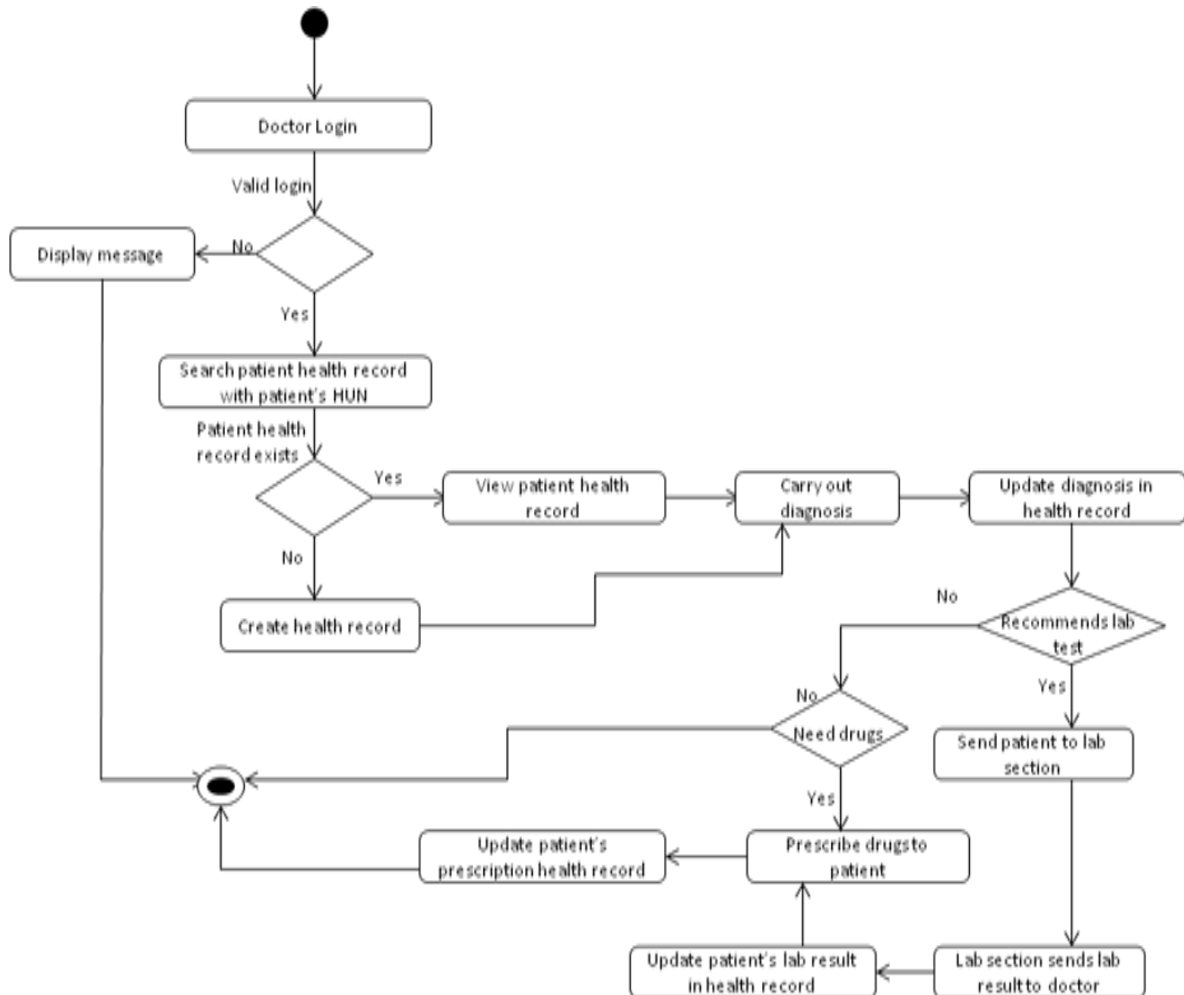 Doctor Login
Valid login
No
Display message
Yes
Search patient health record
with patient's HUN
Patient health
record exists
Yes
View patient health
record
Carry out
diagnosis
Update diagnosis in
health record
No
Create health record
No
Recommends lab
test
Yes
No
Need drugs
Send patient to lab
section
Yes
Update patient's
prescription health record
Prescribe drugs to
patient
Update patient's lab result
in health record
Lab section sends lab
result to doctor